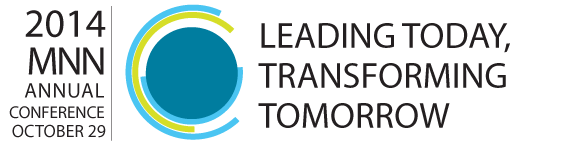 2014
MNN
ANNUAL
CONFERENCE
OCTOBER 29
LEADING TODAY,
TRANSFORMING
TOMORROW